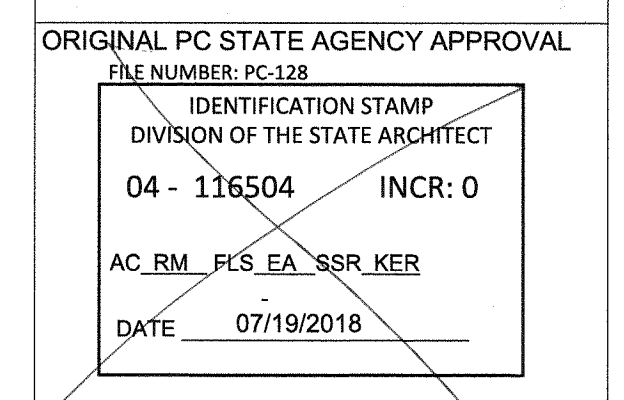 ORIGINAL PC STATE AGENCY APPROVAL
FILE NUMBER: PC-128
IDENTIFICATION STAMP
DIVISION OF THE STATE ARCHITECT
04 - 116504 INCR: 0
AC RM FLS EA SSR KER
-
DATE 07/19/2018